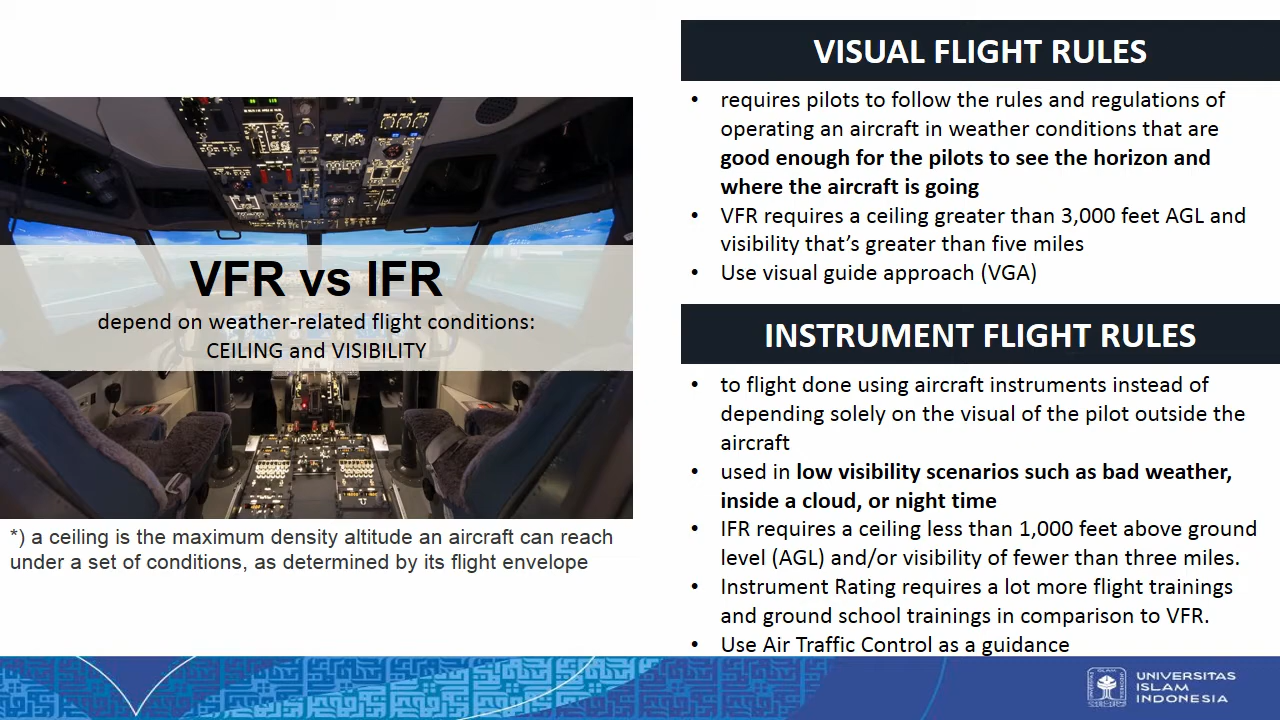 VFR vs IFR
depend on weather-related flight conditions:
CEILING and VISIBILITY
*) a ceiling is the maximum density altitude an aircraft can reach
under a set of conditions, as determined by its flight envelope
VISUAL FLIGHT RULES
• requires pilots to follow the rules and regulations of
operating an aircraft in weather conditions that are
good enough for the pilots to see the horizon and
where the aircraft is going
• VFR requires a ceiling greater than 3,000 feet AGL and
visibility that’s greater than five miles
• Use visual guide approach (VGA)
INSTRUMENT FLIGHT RULES
• to flight done using aircraft instruments instead of
depending solely on the visual of the pilot outside the
aircraft
• used in low visibility scenarios such as bad weather,
inside a cloud, or night time
• IFR requires a ceiling less than 1,000 feet above ground
level (AGL) and/or visibility of fewer than three miles.
• Instrument Rating requires a lot more flight trainings
and ground school trainings in comparison to VFR.
• Use Air Traffic Control as a guidance
UNIVERSITAS
ISLAM
INDONESIA